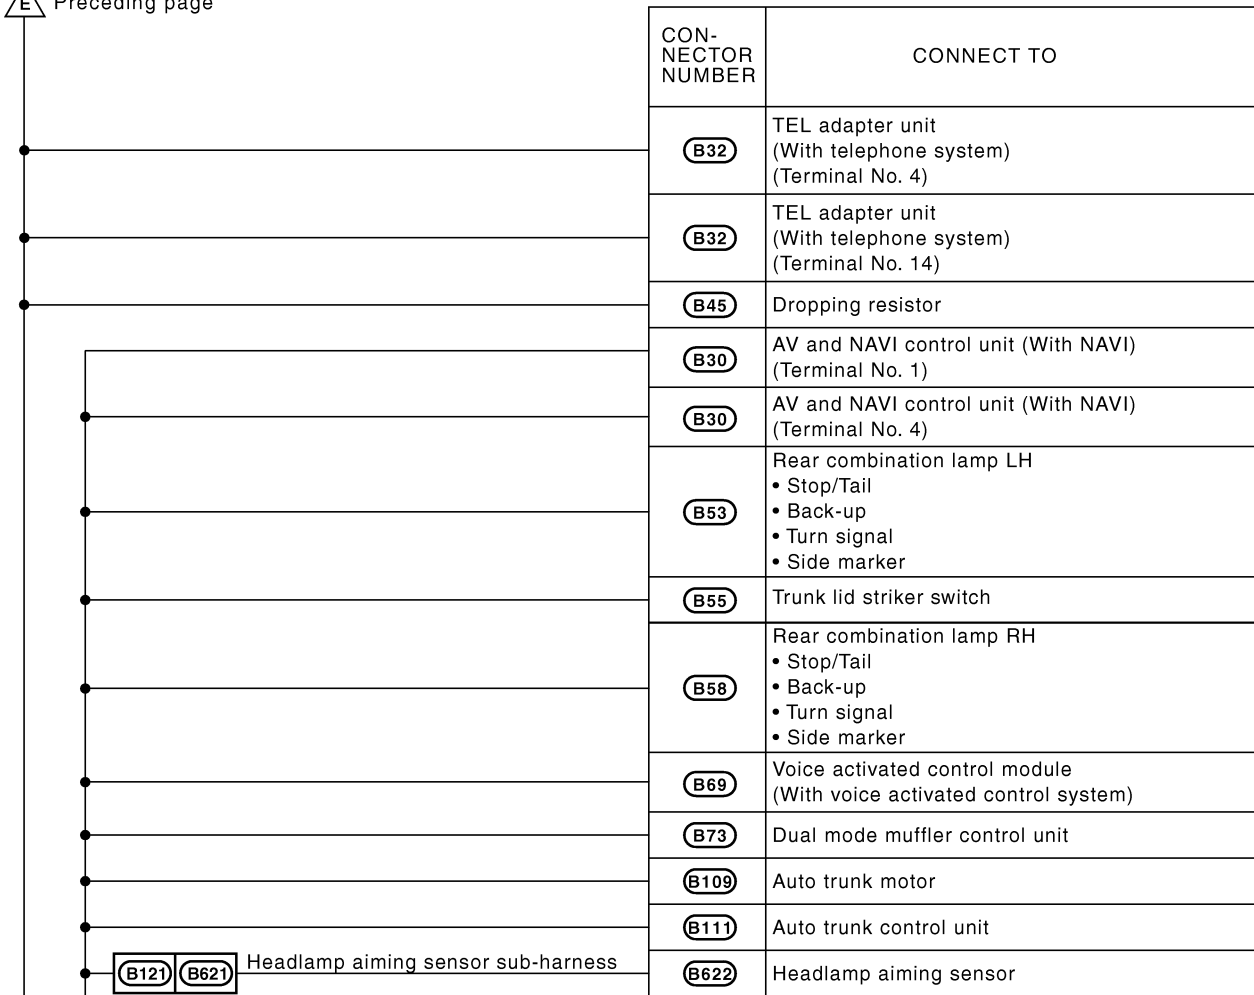 E Preceding page
CON-
NECTOR
NUMBER
CONNECT TO
B32
TEL adapter unit
(With telephone system)
(Terminal No. 4)
B32
TEL adapter unit
(With telephone system)
(Terminal No. 14)
B45
Dropping resistor
B30
AV and NAVI control unit (With NAVI)
(Terminal No. 1)
B30
AV and NAVI control unit (With NAVI)
(Terminal No. 4)
B53
Rear combination lamp LH
• Stop/Tail
• Back-up
• Turn signal
• Side marker
B55
Trunk lid striker switch
B58
Rear combination lamp RH
• Stop/Tail
• Back-up
• Turn signal
• Side marker
B69
Voice activated control module
(With voice activated control system)
B73
Dual mode muffler control unit
B109
Auto trunk motor
B111
Auto trunk control unit
B121 B621 Headlamp aiming sensor sub-harness
B622
Headlamp aiming sensor